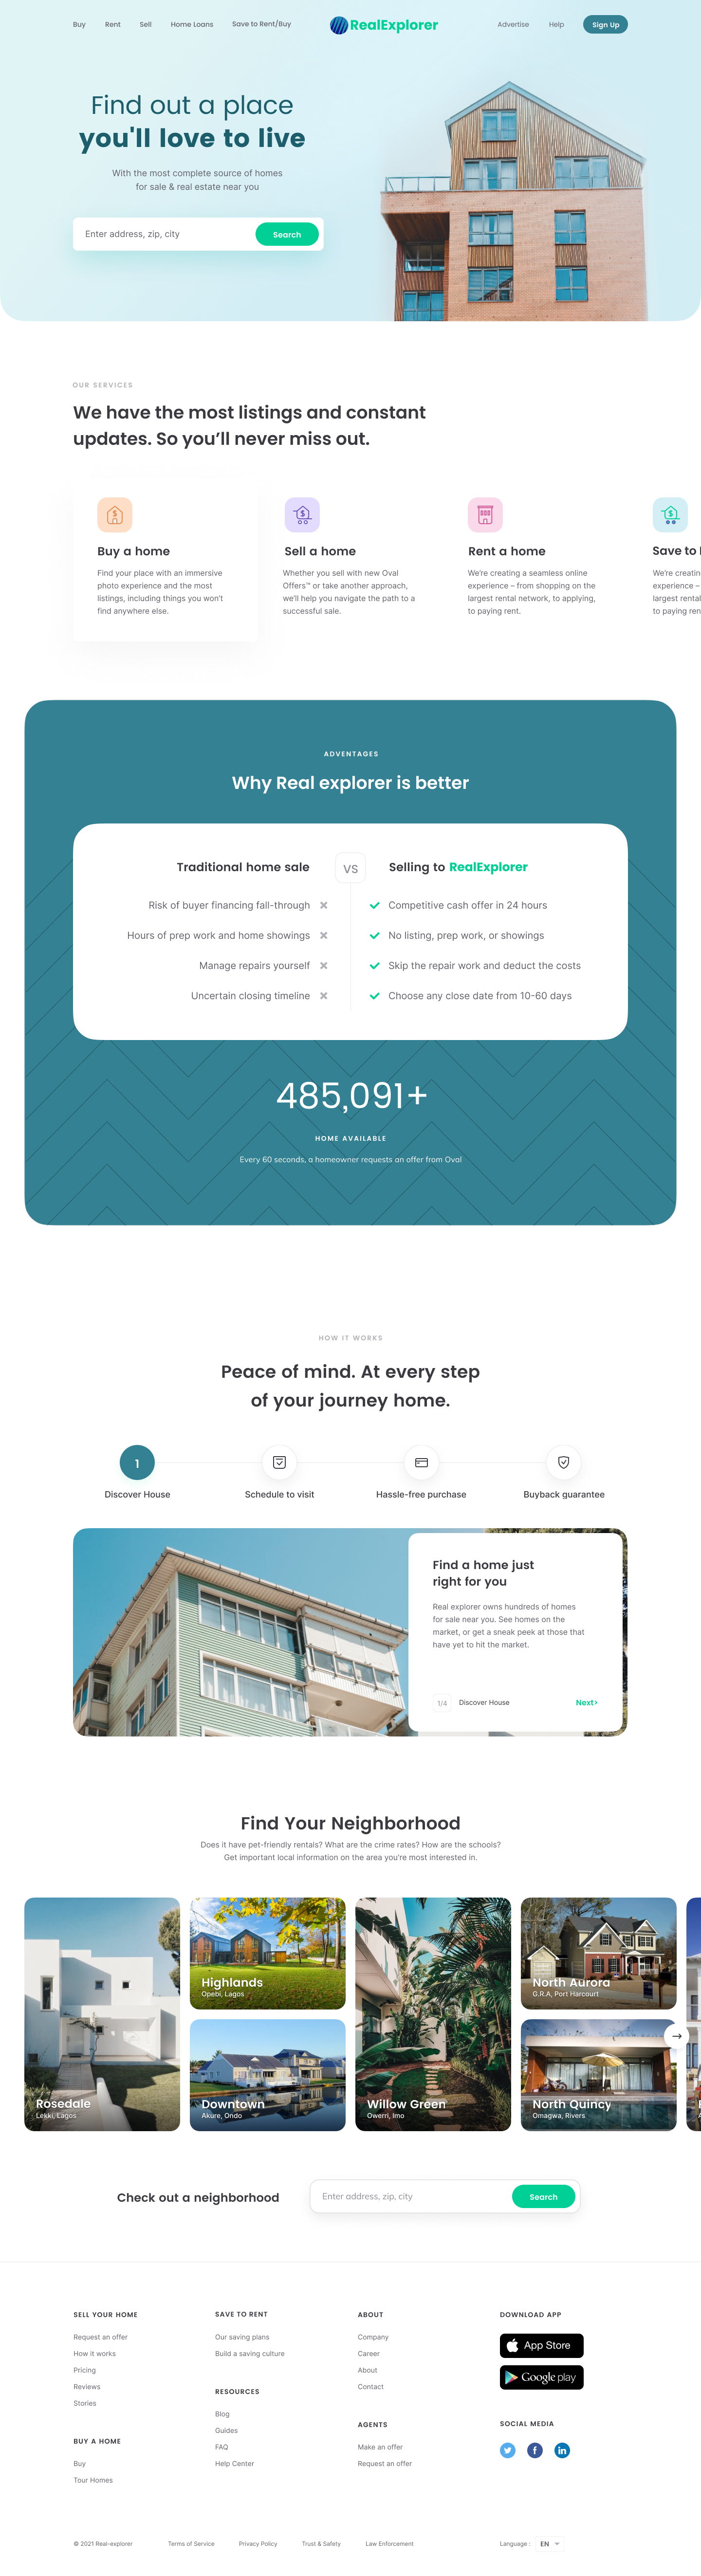 Buy
Rent
Sell
Home Loans
Save to Rent/Buy
RealExplorer
Advertise
Help
Sign Up
Find out a place
you'll love to live
With the most complete source of homes
for sale & real estate near you
Enter address, zip, city
Search
OUR SERVICES
We have the most listings and constant
updates. So you’ll never miss out.
Buy a home
Find your place with an immersive
photo experience and the most
listings, including things you won’t
find anywhere else.
Sell a home
Whether you sell with new Oval
Offers™ or take another approach,
we’ll help you navigate the path to a
successful sale.
Rent a home
We’re creating a seamless online
experience – from shopping on the
largest rental network, to applying,
to paying rent.
Save to
We’re creatin
experience –
largest rental
to paying ren
ADVENTAGES
Why Real explorer is better
Traditional home sale
VS
Selling to RealExplorer
Risk of buyer financing fall-through
Competitive cash offer in 24 hours
Hours of prep work and home showings
No listing, prep work, or showings
Manage repairs yourself
Skip the repair work and deduct the costs
Uncertain closing timeline
Choose any close date from 10-60 days
485,091+
HOME AVAILABLE
Every 60 seconds, a homeowner requests an offer from Oval
HOW IT WORKS
Peace of mind. At every step
of your journey home.
1
Discover House
Schedule to visit
Hassle-free purchase
Buyback guarantee
Find a home just
right for you
Real explorer owns hundreds of homes
for sale near you. See homes on the
market, or get a sneak peek at those that
have yet to hit the market.
1/4
Discover House
Next>
Find Your Neighborhood
Does it have pet-friendly rentals? What are the crime rates? How are the schools?
Get important local information on the area you're most interested in.
Rosedale
Lekki, Lagos
Highlands
Opebi, Lagos
Downtown
Akure, Ondo
Willow Green
Owerri, Imo
North Aurora
G.R.A, Port Harcourt
North Quincy
Omagwa, Rivers
Check out a neighborhood
Enter address, zip, city
Search
SELL YOUR HOME
Request an offer
How it works
Pricing
Reviews
Stories
BUY A HOME
Buy
Tour Homes
SAVE TO RENT
Our saving plans
Build a saving culture
RESOURCES
Blog
Guides
FAQ
Help Center
ABOUT
Company
Career
About
Contact
AGENTS
Make an offer
Request an offer
DOWNLOAD APP
App Store
Google play
SOCIAL MEDIA
© 2021 Real-explorer
Terms of Service
Privacy Policy
Trust & Safety
Law Enforcement
Language :
EN